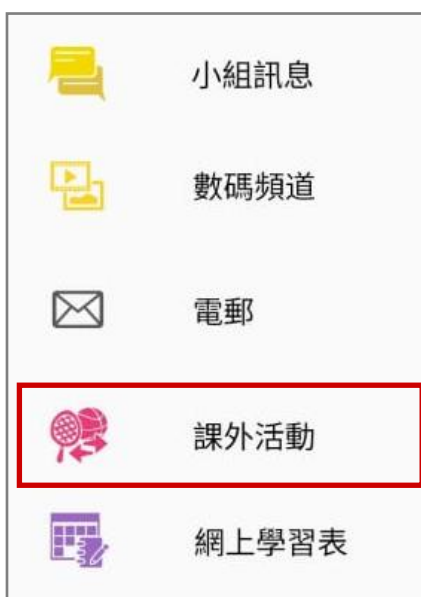 小組訊息
數碼頻道
電郵
課外活動
網上學習表